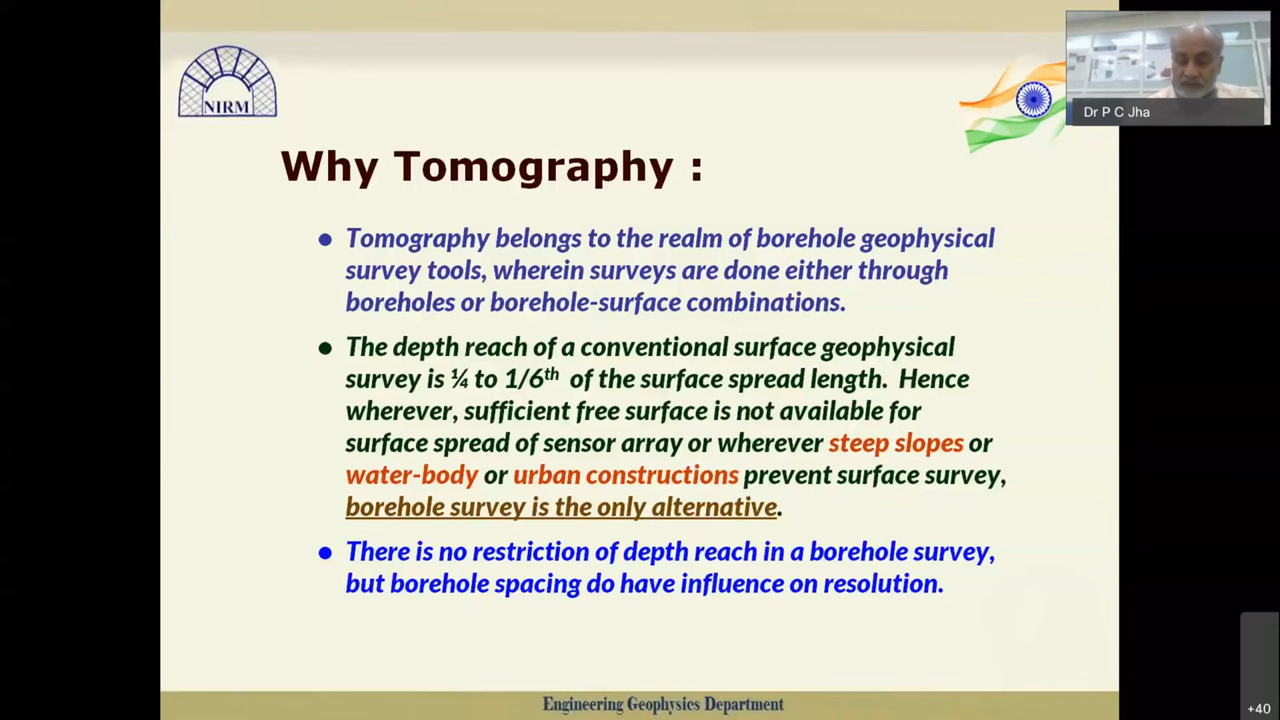 NIRM
Dr P C Jha
Why Tomography :
• Tomography belongs to the realm of borehole geophysical
survey tools, wherein surveys are done either through
boreholes or borehole-surface combinations.
• The depth reach of a conventional surface geophysical
survey is ¼ to 1/6th of the surface spread length. Hence
wherever, sufficient free surface is not available for
surface spread of sensor array or wherever steep slopes or
water-body or urban constructions prevent surface survey,
borehole survey is the only alternative.
• There is no restriction of depth reach in a borehole survey,
but borehole spacing do have influence on resolution.
Engineering Geophysics Department
+40